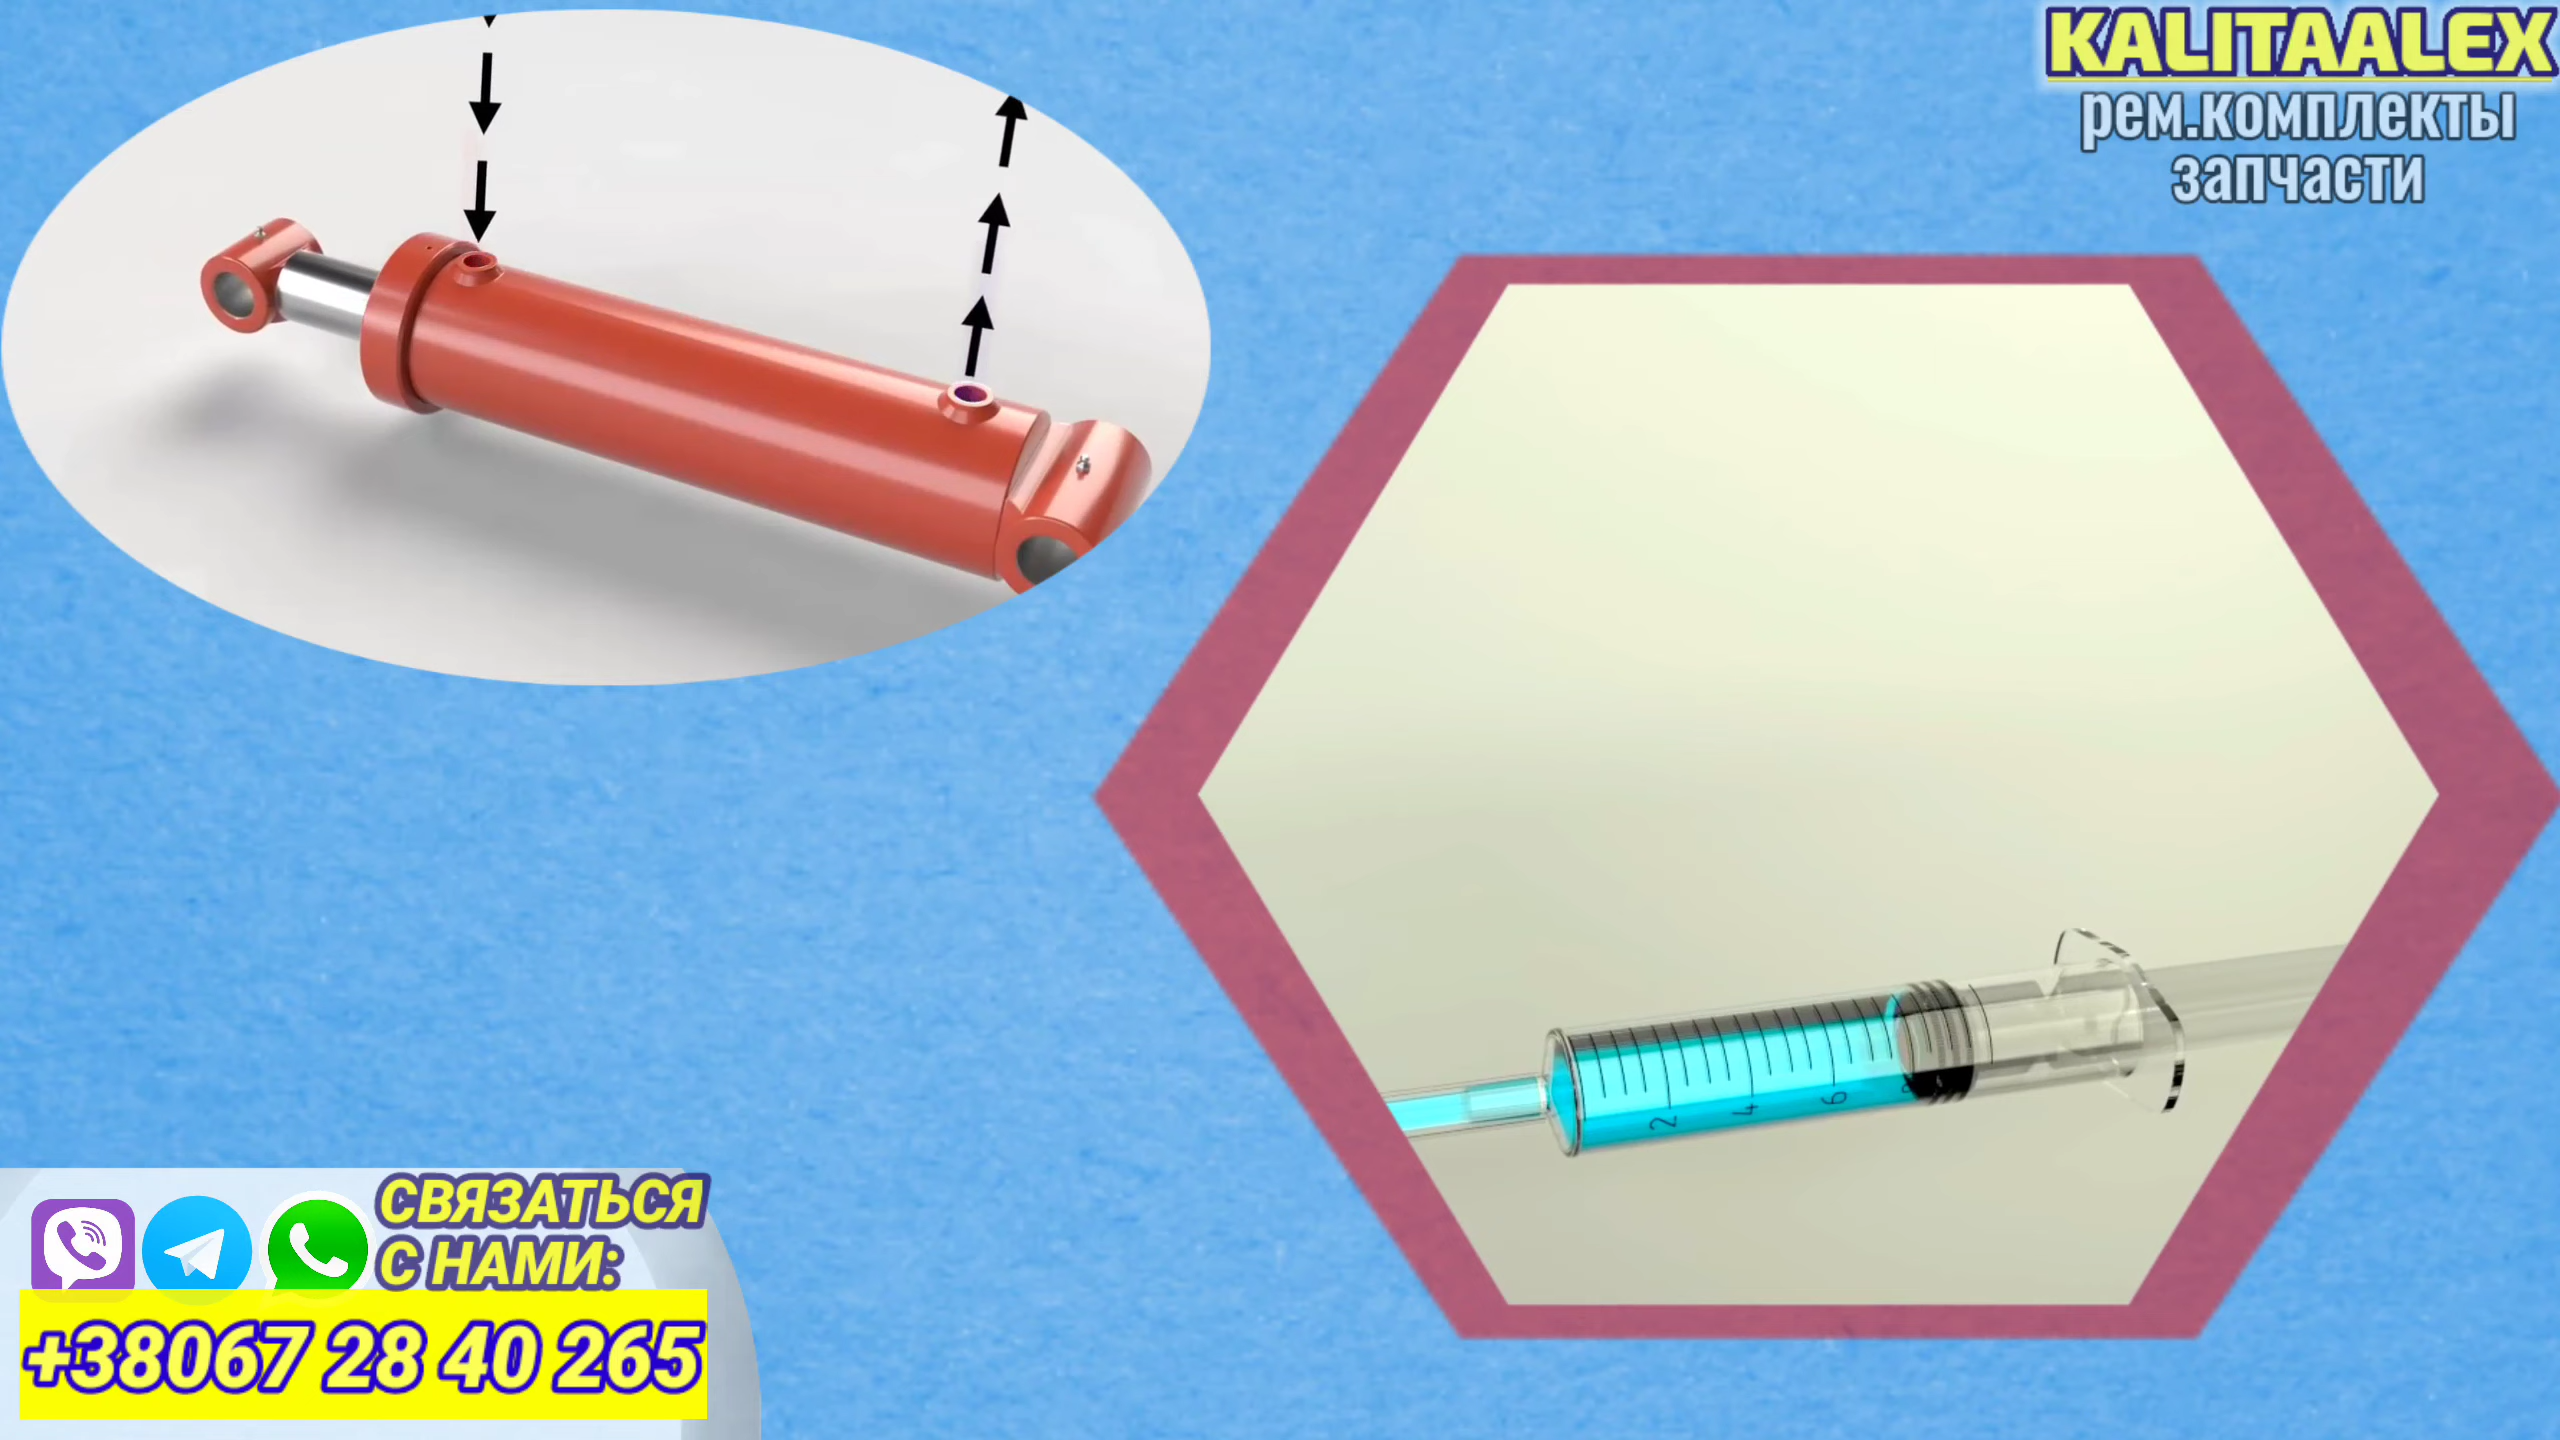 KALITAALEX
рем.комплекты
запчасти
2 4 6
СВЯЗАТЬСЯ
С НАМИ:
+38067 28 40 265